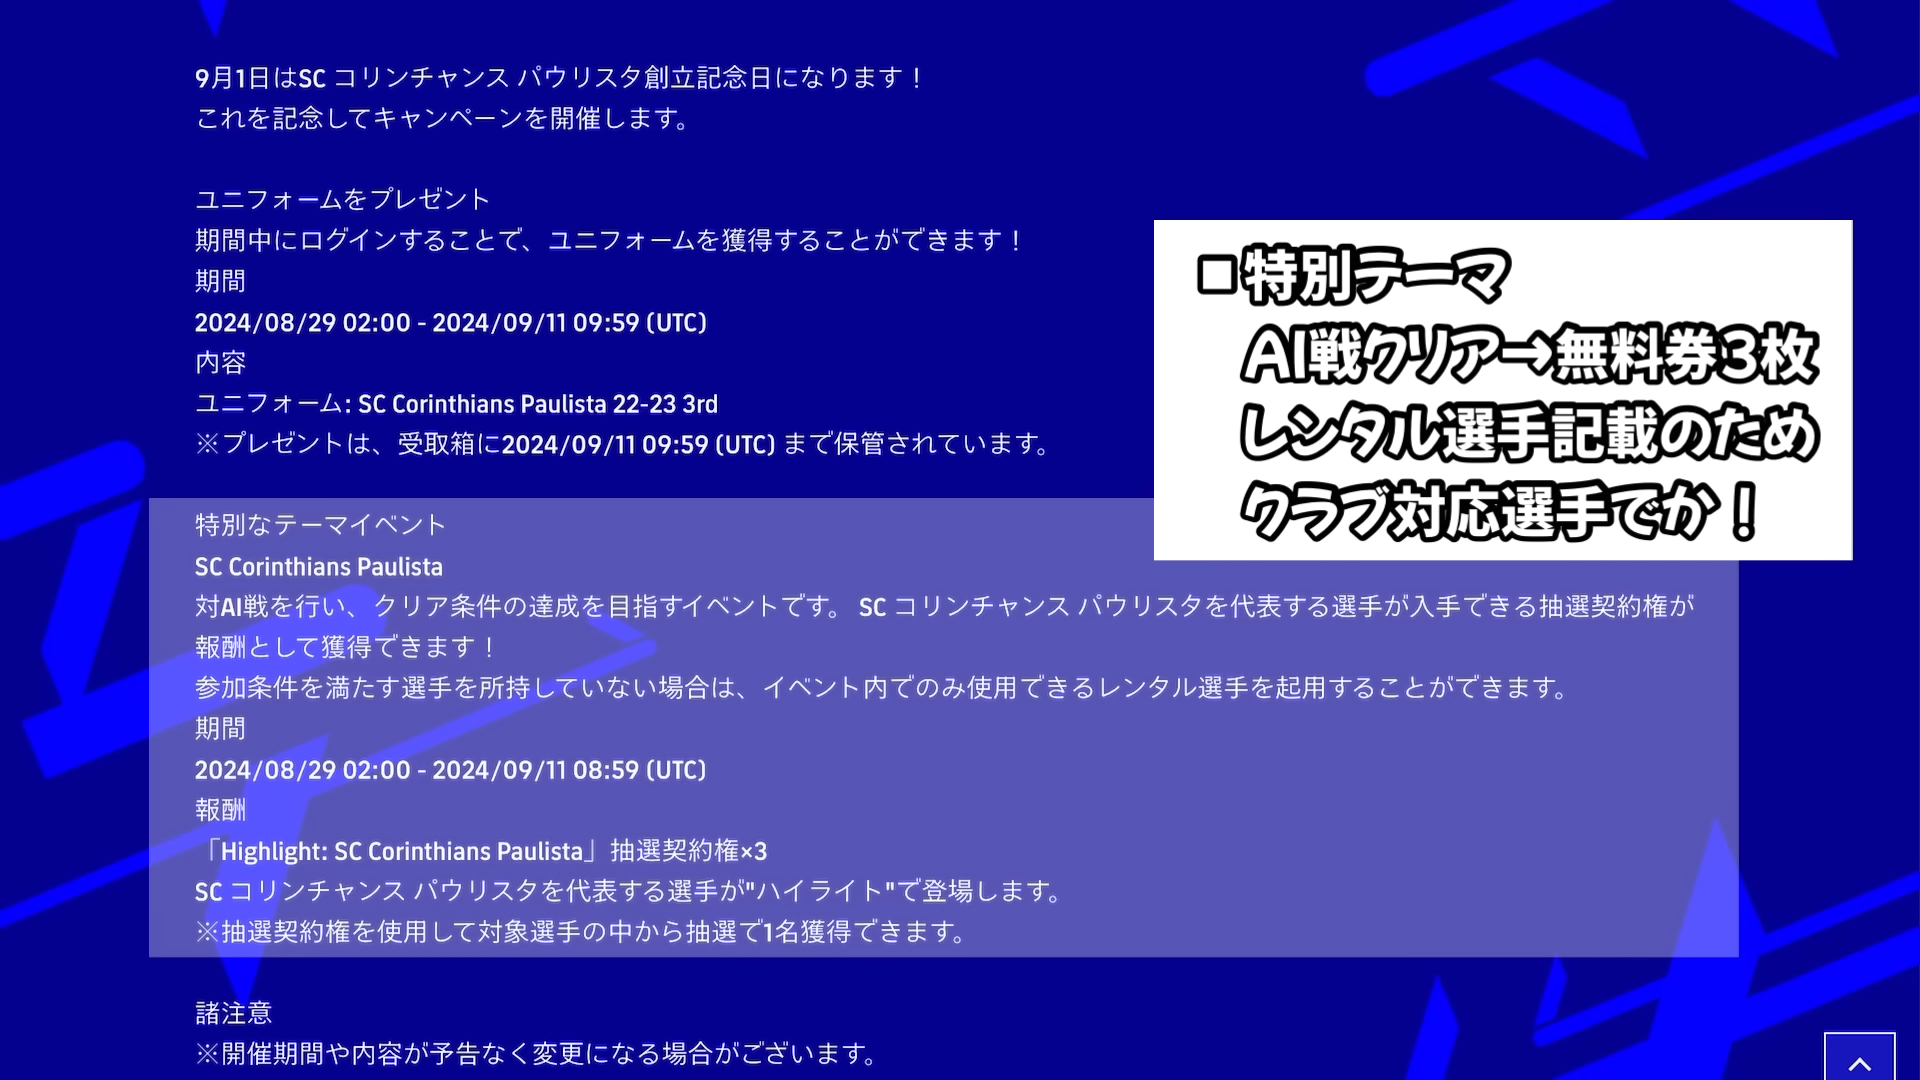 9月1日はSC コリンチャンス パウリスタ創立記念日になります！
これを記念してキャンペーンを開催します。
ユニフォームをプレゼント
期間中にログインすることで、ユニフォームを獲得することができます！
期間
2024/08/29 02:00 - 2024/09/11 09:59 (UTC)
内容
ユニフォーム: SC Corinthians Paulista 22-23 3rd
※プレゼントは、受取箱に2024/09/11 09:59 (UTC) まで保管されています。
□特別テーマ
AI戦クリア→無料券3枚
レンタル選手記載のため
クラブ対応選手でか！
特別なテーマイベント
SC Corinthians Paulista
対AI戦を行い、クリア条件の達成を目指すイベントです。 SC コリンチャンス パウリスタを代表する選手が入手できる抽選契約権が
報酬として獲得できます！
参加条件を満たす選手を所持していない場合は、イベント内でのみ使用できるレンタル選手を起用することができます。
期間
2024/08/29 02:00 - 2024/09/11 08:59 (UTC)
報酬
「Highlight: SC Corinthians Paulista」抽選契約権×3
SC コリンチャンス パウリスタを代表する選手が"ハイライト"で登場します。
※抽選契約権を使用して対象選手の中から抽選で1名獲得できます。
諸注意
※開催期間や内容が予告なく変更になる場合がございます。